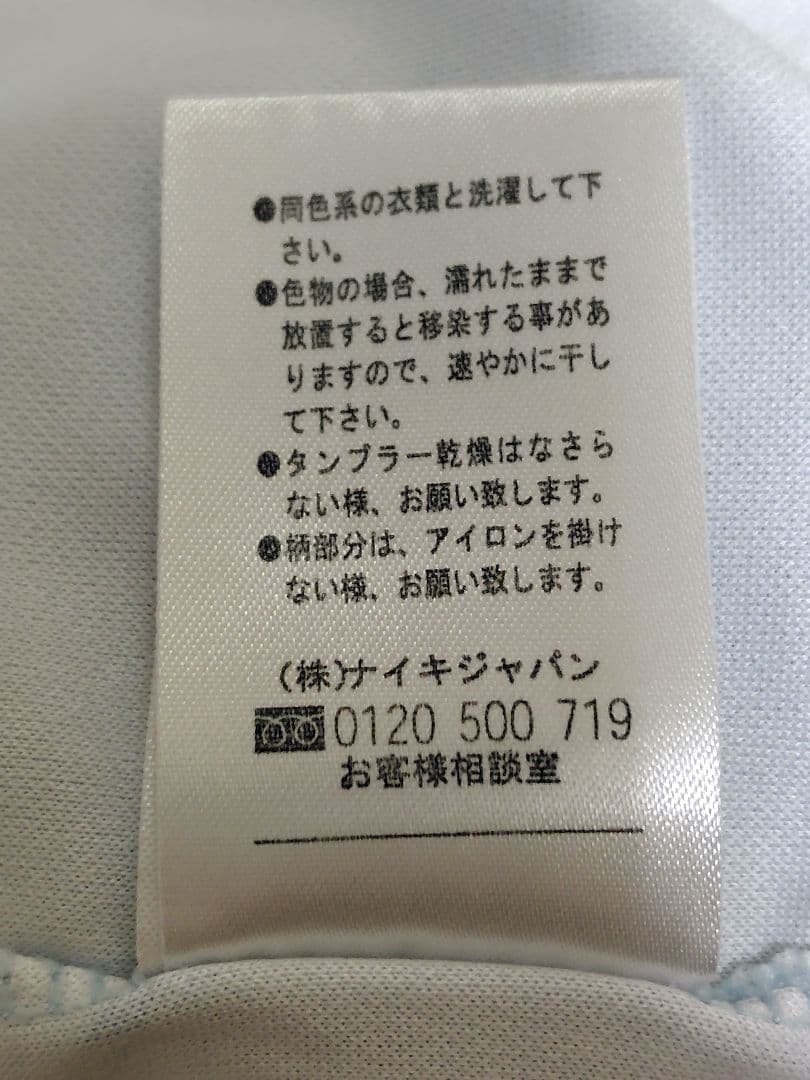 ●同色系の衣類と洗濯して下
さい。
●色物の場合、濡れたままで
放置すると移染する事があ
りますので、速やかに干し
て下さい。
●タンブラー乾燥はなさら
ない様、お願い致します。
●柄部分は、アイロンを掛け
ない様、お願い致します。
(株)ナイキジャパン
0120 500 719
お客様相談室